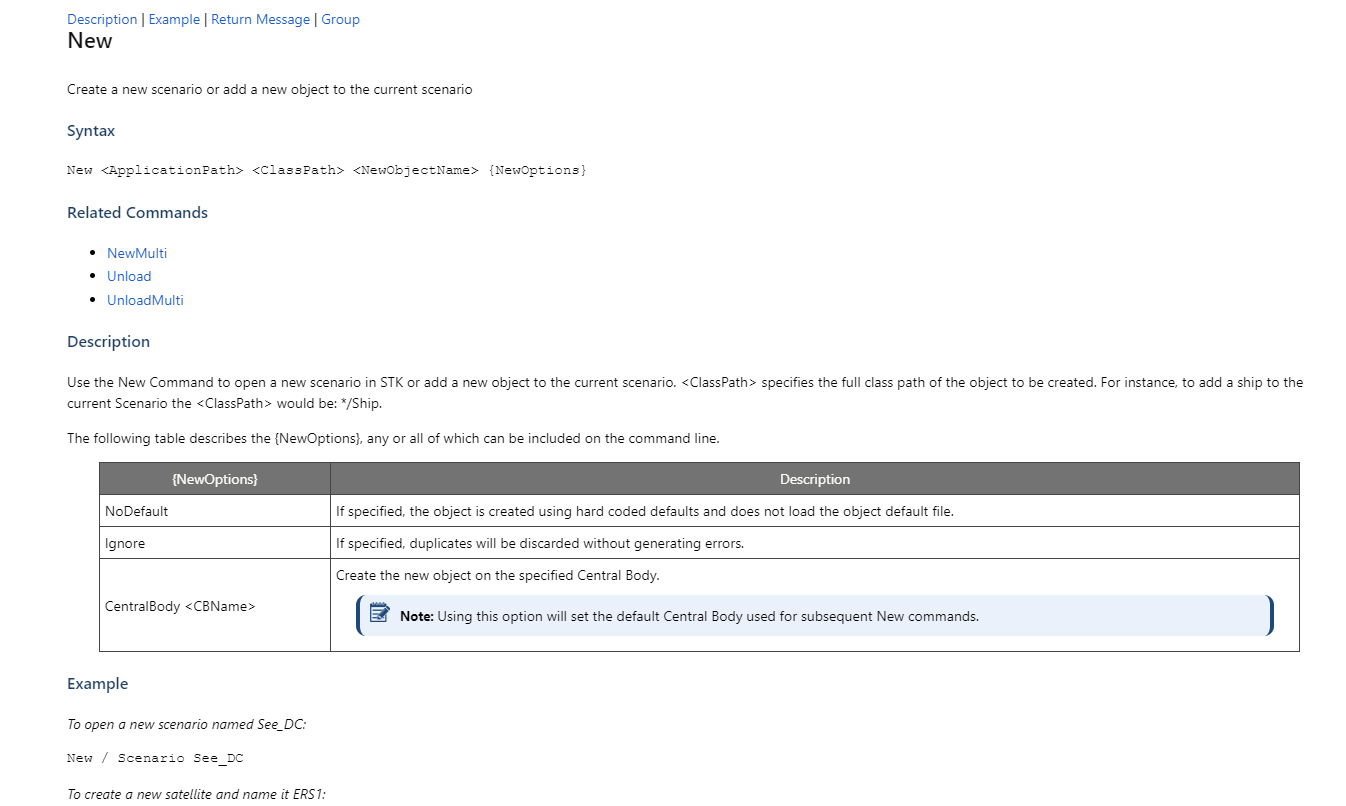 Description | Example | Return Message | Group
New
Create a new scenario or add a new object to the current scenario
Syntax
New <ApplicationPath> <ClassPath> <NewObjectName> {NewOptions}
Related Commands
NewMulti
Unload
UnloadMulti
Description
Use the New Command to open a new scenario in STK or add a new object to the current scenario. <ClassPath> specifies the full class path of the object to be created. For instance, to add a ship to the
current Scenario the <ClassPath> would be: */Ship.
The following table describes the {NewOptions}, any or all of which can be included on the command line.
{NewOptions} Description
NoDefault If specified, the object is created using hard coded defaults and does not load the object default file.
Ignore If specified, duplicates will be discarded without generating errors.
Create the new object on the specified Central Body.
CentralBody <CBName>
Note: Using this option will set the default Central Body used for subsequent New commands.
Example
To open a new scenario named See_DC:
New / Scenario See_DC
To create a new satellite and name it ERS1: